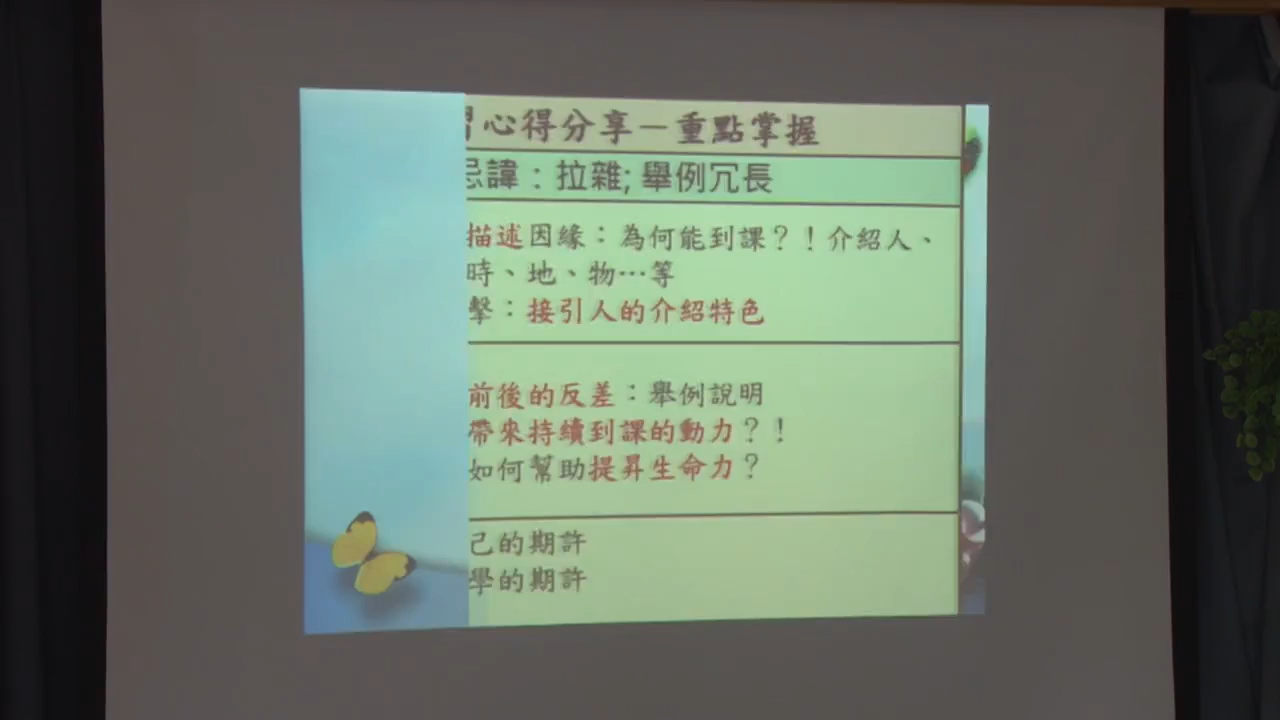 習心得分享－重點掌握
忌諱：拉雜; 舉例冗長
描述因緣：為何能到課？！介紹人、
時、地、物…等
擊：接引人的介紹特色
前後的反差：舉例說明
帶來持續到課的動力？！
如何幫助提昇生命力？
己的期許
學的期許